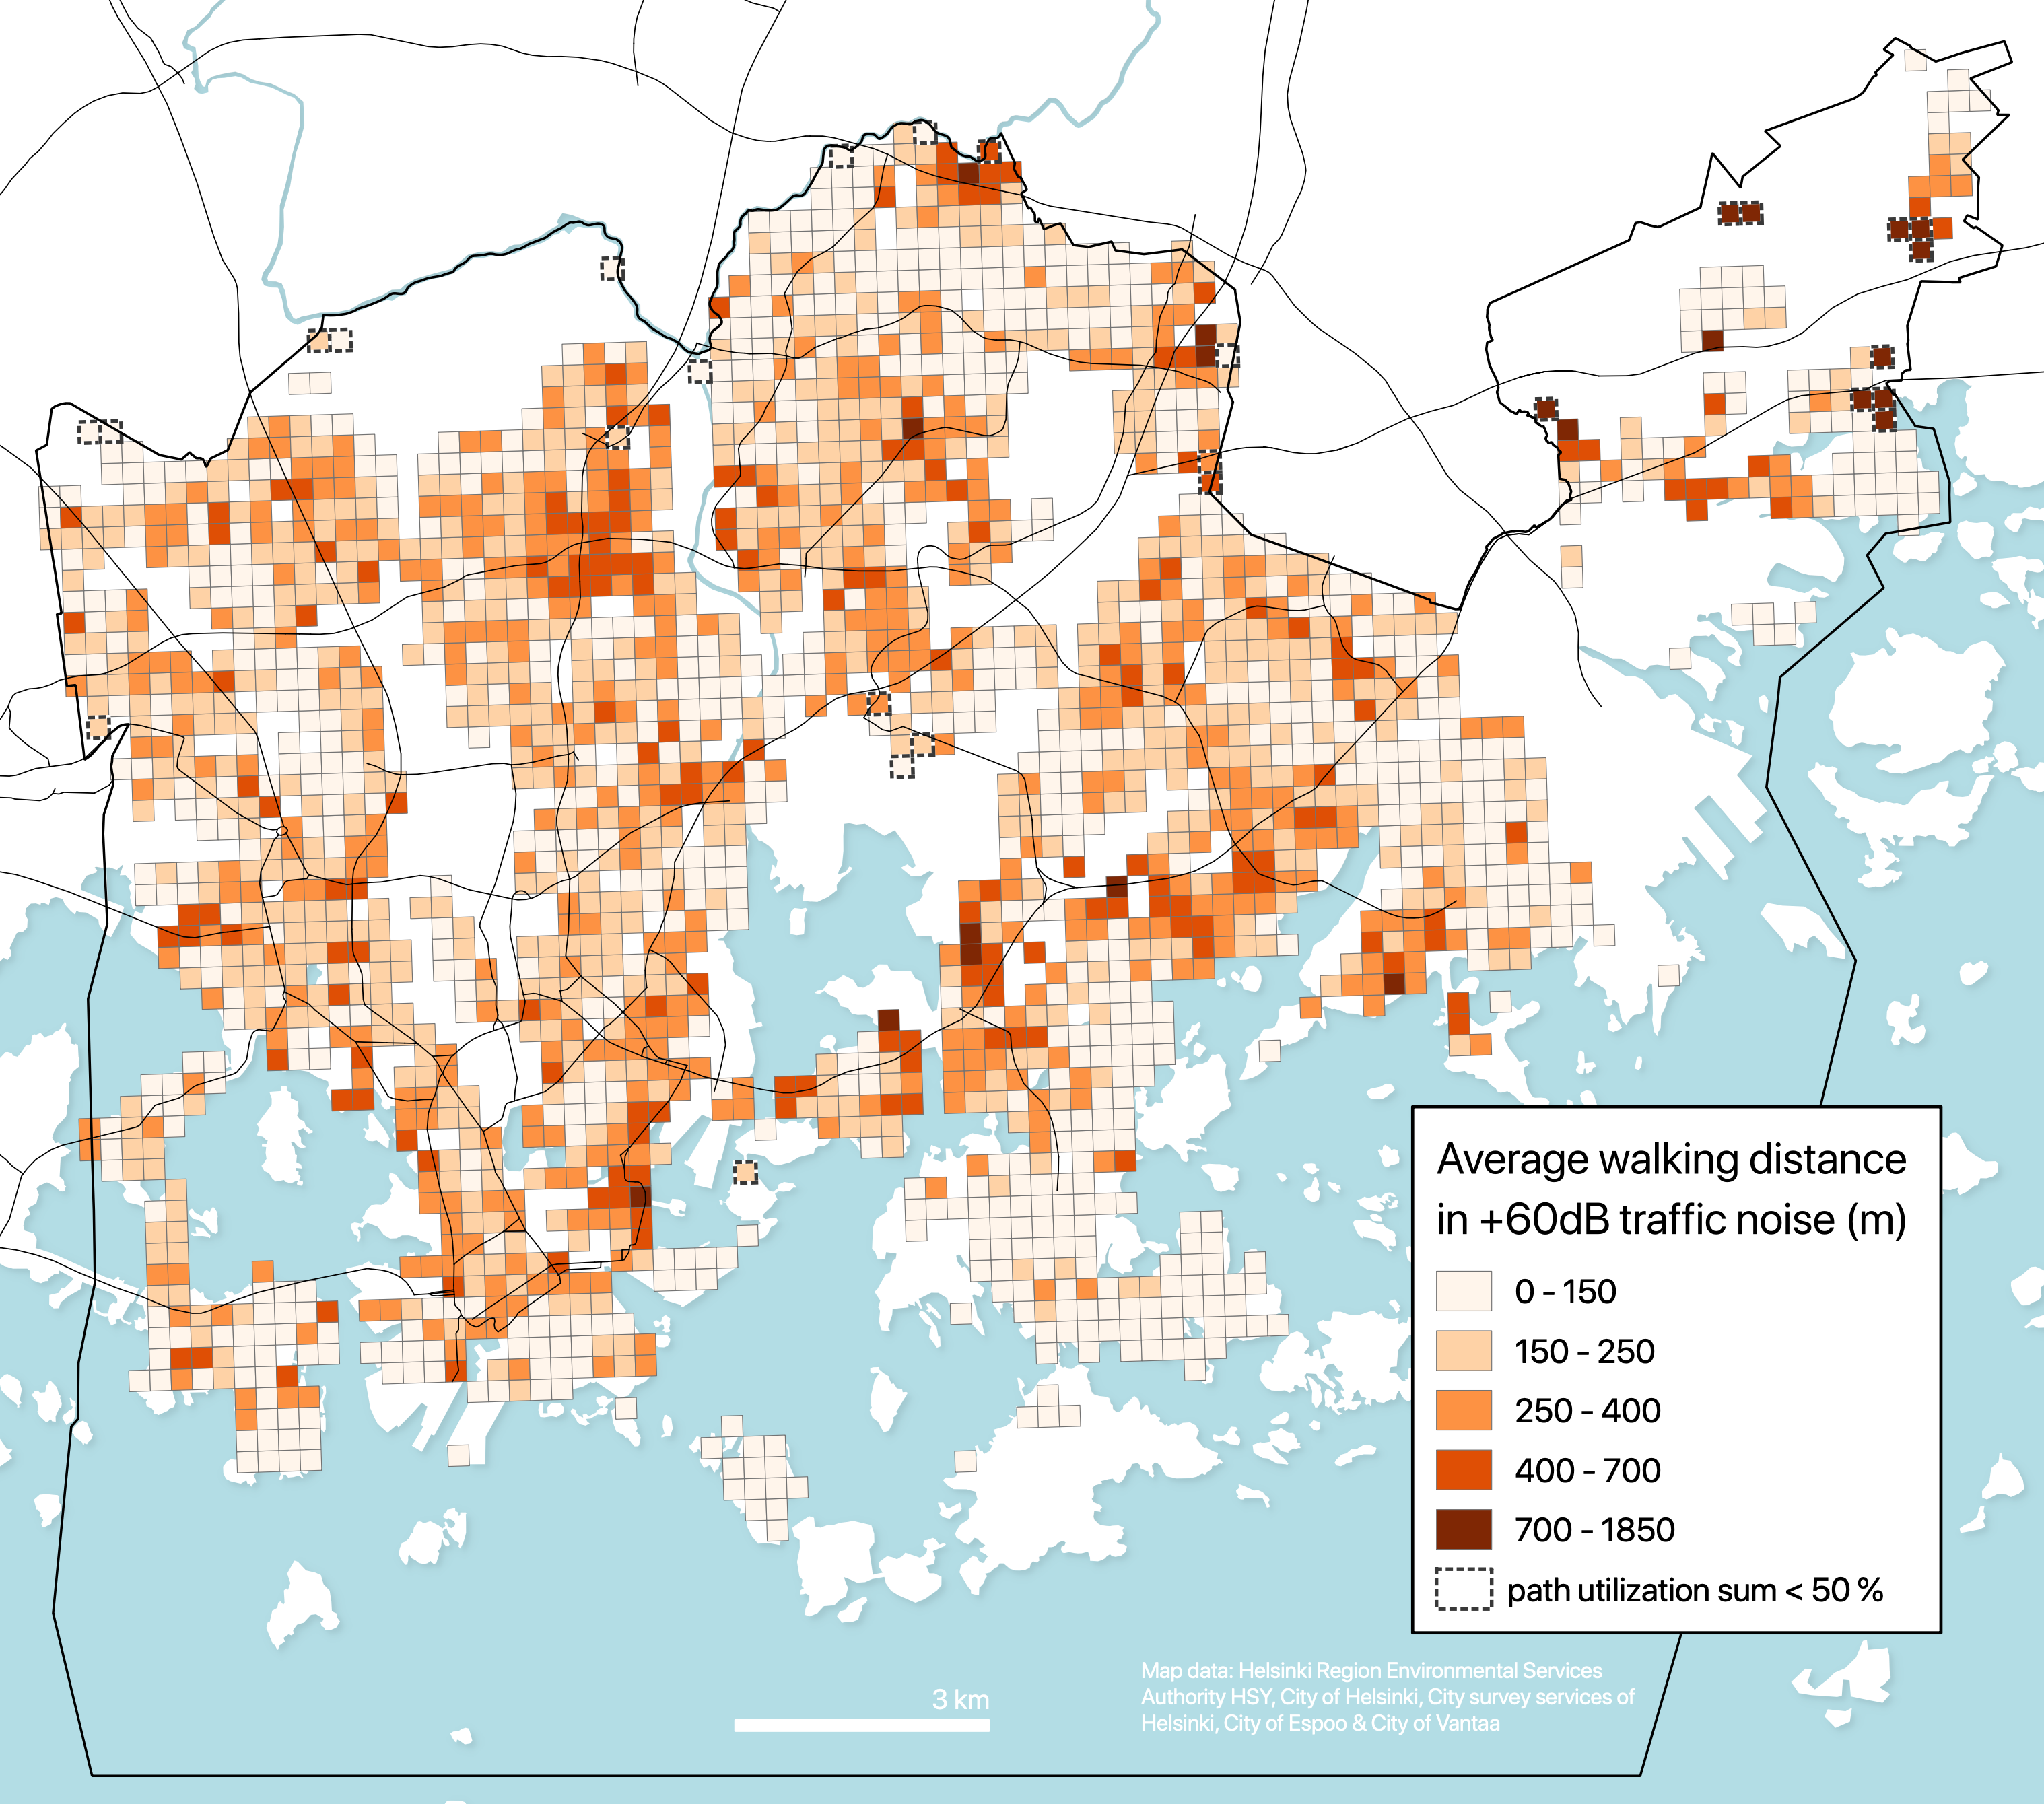 Average walking distance
in +60dB traffic noise (m)
0 - 150
150 - 250
250 - 400
400 - 700
700 - 1850
path utilization sum < 50 %
3 km
Map data: Helsinki Region Environmental Services
Authority HSY, City of Helsinki, City survey services of
Helsinki, City of Espoo & City of Vantaa